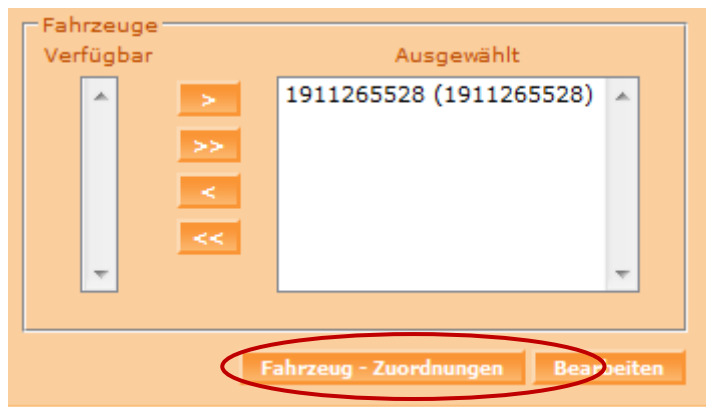 Fahrzeuge
Verfügbar
Ausgewählt
>
1911265528 (1911265528)
>>
<
<<
Fahrzeug - Zuordnungen
Bearbeiten